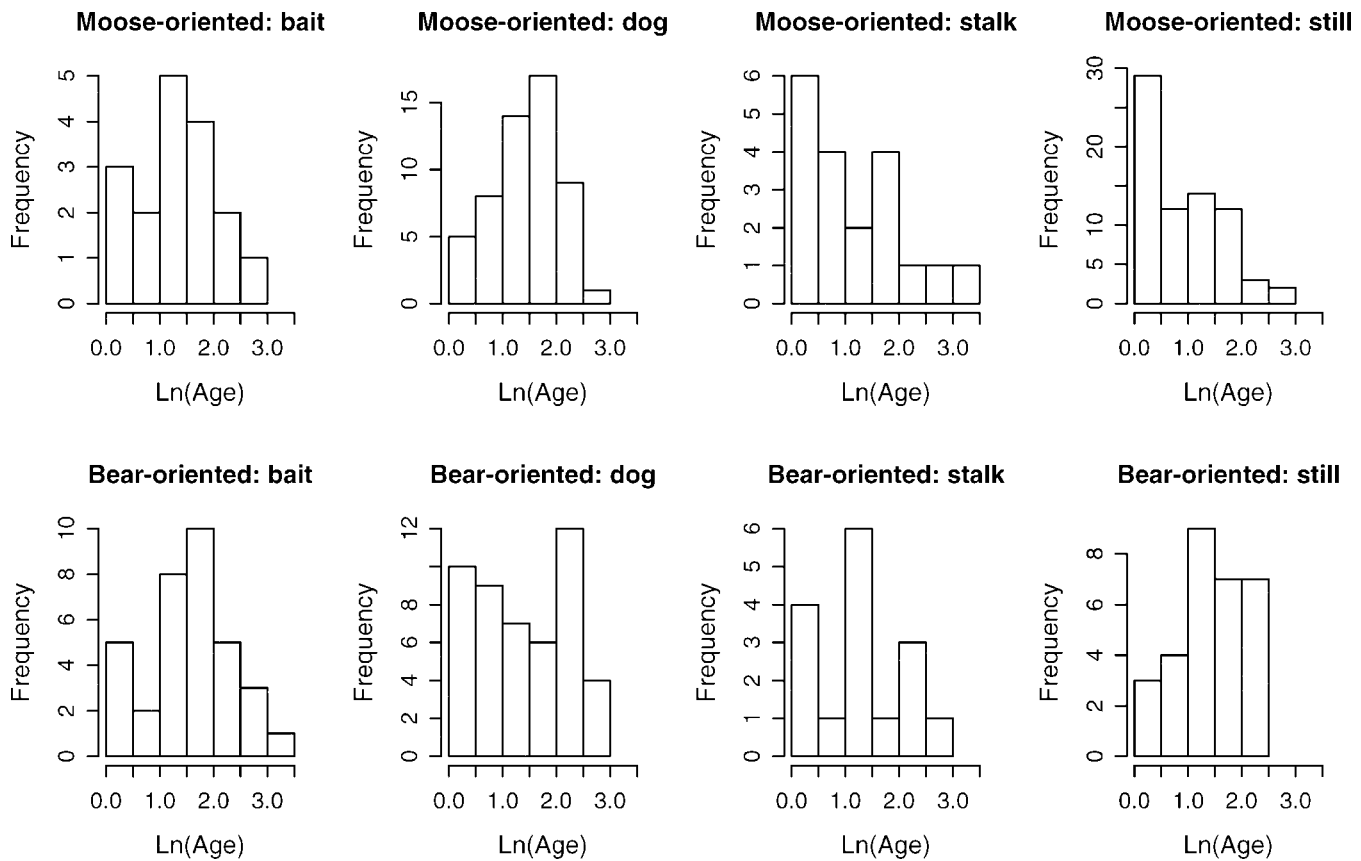 Moose-oriented: bait
Frequency
0 1 2 3 4 5
0.0 1.0 2.0 3.0
Ln(Age)
Moose-oriented: dog
Frequency
0 5 10 15
0.0 1.0 2.0 3.0
Ln(Age)
Moose-oriented: stalk
Frequency
0 1 2 3 4 5 6
0.0 1.0 2.0 3.0
Ln(Age)
Moose-oriented: still
Frequency
0 5 10 20 30
0.0 1.0 2.0 3.0
Ln(Age)
Bear-oriented: bait
Frequency
0 2 4 6 8 10
0.0 1.0 2.0 3.0
Ln(Age)
Bear-oriented: dog
Frequency
0 2 4 6 8 10 12
0.0 1.0 2.0 3.0
Ln(Age)
Bear-oriented: stalk
Frequency
0 1 2 3 4 5 6
0.0 1.0 2.0 3.0
Ln(Age)
Bear-oriented: still
Frequency
0 2 4 6 8
0.0 1.0 2.0 3.0
Ln(Age)